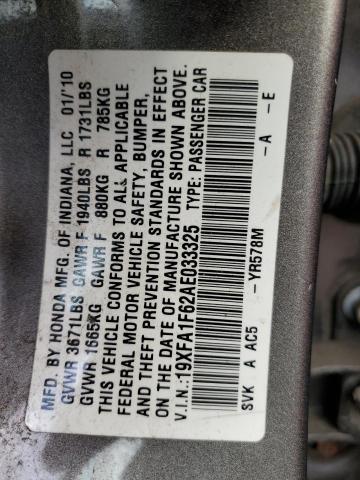 MFD. BY HONDA MFG. OF INDIANA, LLC 01/'10
GVWR 3671LBS GAWR F 1940LBS R 1731LBS
GVWR 1665KG GAWR F 880KG R 785KG
THIS VEHICLE CONFORMS TO ALL APPLICABLE
FEDERAL MOTOR VEHICLE SAFETY, BUMPER,
AND THEFT PREVENTION STANDARDS IN EFFECT
ON THE DATE OF MANUFACTURE SHOWN ABOVE.
V.I.N.:19XFA1F62AE033325 TYPE: PASSENGER CAR
SVK A AC5 -YR578M -A -E